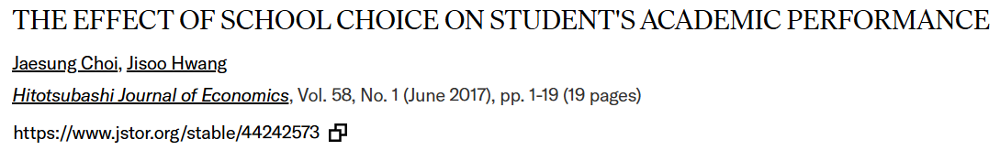 THE EFFECT OF SCHOOL CHOICE ON STUDENT'S ACADEMIC PERFORMANCE
Jaesung Choi, Jisoo Hwang
Hitotsubashi Journal of Economics, Vol. 58, No. 1 (June 2017), pp. 1-19 (19 pages)
https://www.jstor.org/stable/44242573